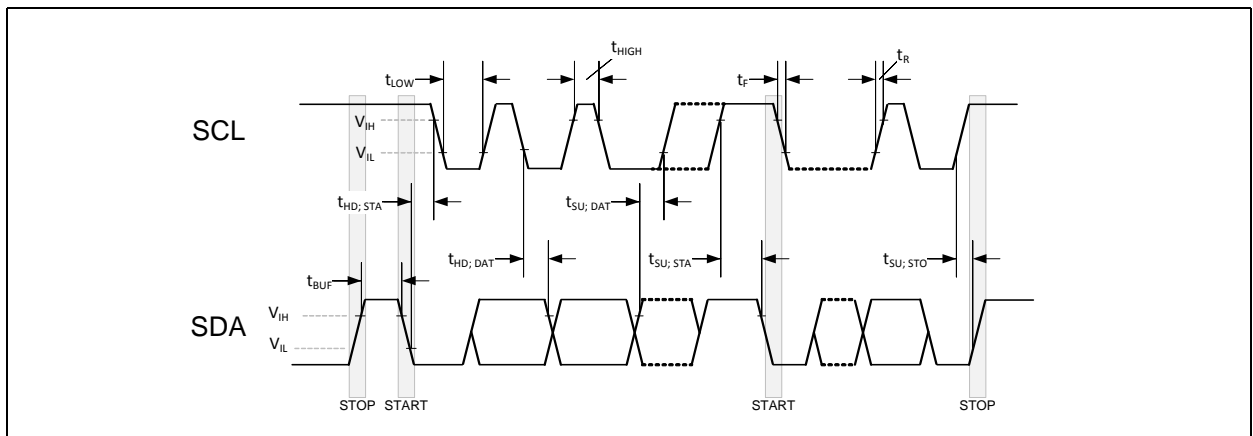 tHIGH
tR
tLOW
tF
SCL
VIH
VIL
tHD; STA
tSU; DAT
tHD; DAT
tSU; STA
tSU; STO
tBUF
SDA
VIH
VIL
STOP START START STOP